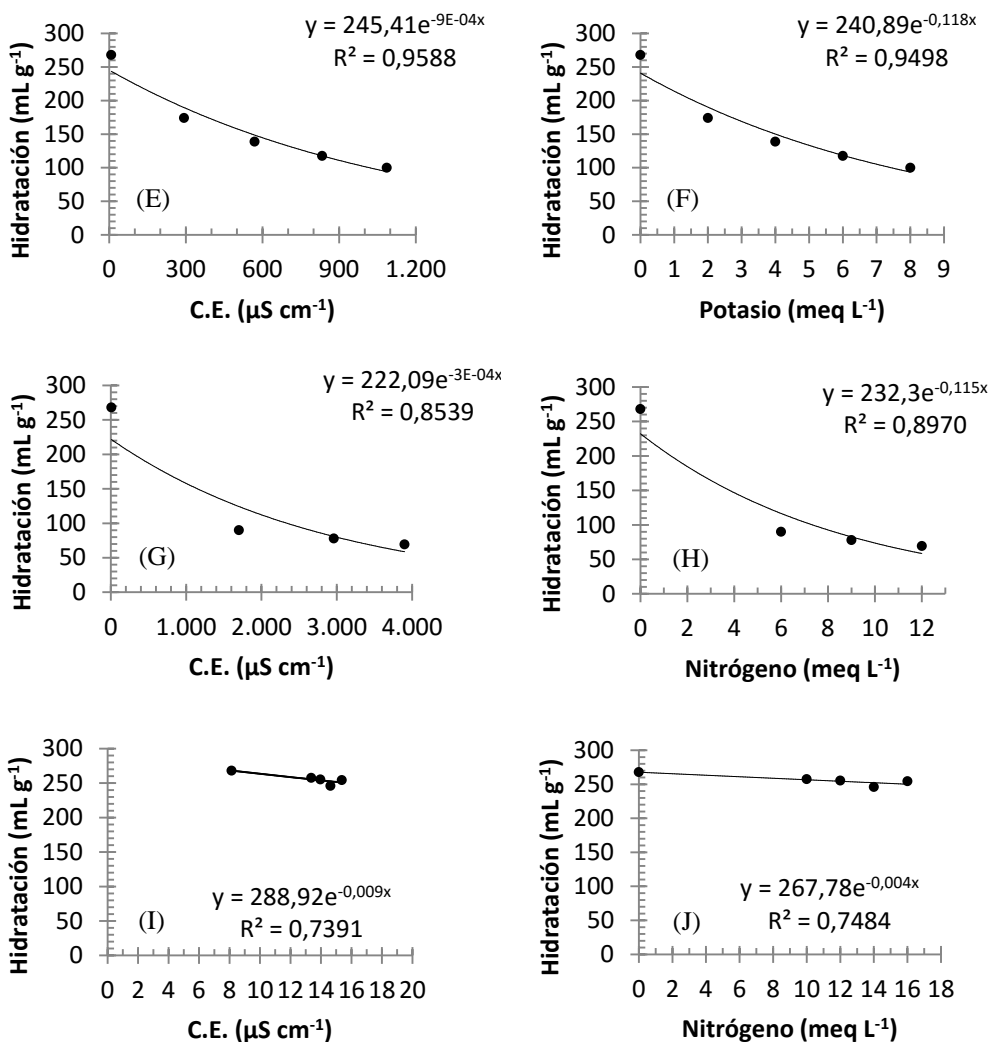 y = 245,41e-9E-04x
R² = 0,9588
Hidratación (mL g-1)
300
250
200
150
100
50
0
(E)
0 300 600 900 1.200
C.E. (µS cm-1)
y = 240,89e-0,118x
R² = 0,9498
Hidratación (mL g-1)
300
250
200
150
100
50
0
(F)
0 1 2 3 4 5 6 7 8 9
Potasio (meq L-1)
y = 222,09e-3E-04x
R² = 0,8539
Hidratación (mL g-1)
300
250
200
150
100
50
0
(G)
0 1.000 2.000 3.000 4.000
C.E. (µS cm-1)
y = 232,3e-0,115x
R² = 0,8970
Hidratación (mL g-1)
300
250
200
150
100
50
0
(H)
0 2 4 6 8 10 12
Nitrógeno (meq L-1)
Hidratación (mL g-1)
300
250
200
150
100
50
0
y = 288,92e-0,009x
R² = 0,7391
(I)
0 2 4 6 8 10 12 14 16 18 20
C.E. (µS cm-1)
Hidratación (mL g-1)
300
250
200
150
100
50
0
y = 267,78e-0,004x
R² = 0,7484
(J)
0 2 4 6 8 10 12 14 16 18
Nitrógeno (meq L-1)